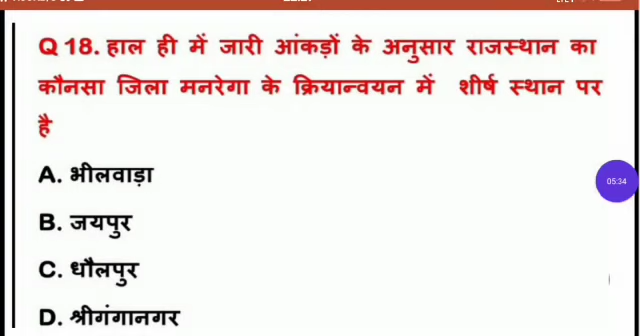 Q 18. हाल ही में जारी आंकड़ों के अनुसार राजस्थान का
कौनसा जिला मनरेगा के क्रियान्वयन में शीर्ष स्थान पर
है
A. भीलवाड़ा
05:34
B. जयपुर
C. धौलपुर
D. श्रीगंगानगर